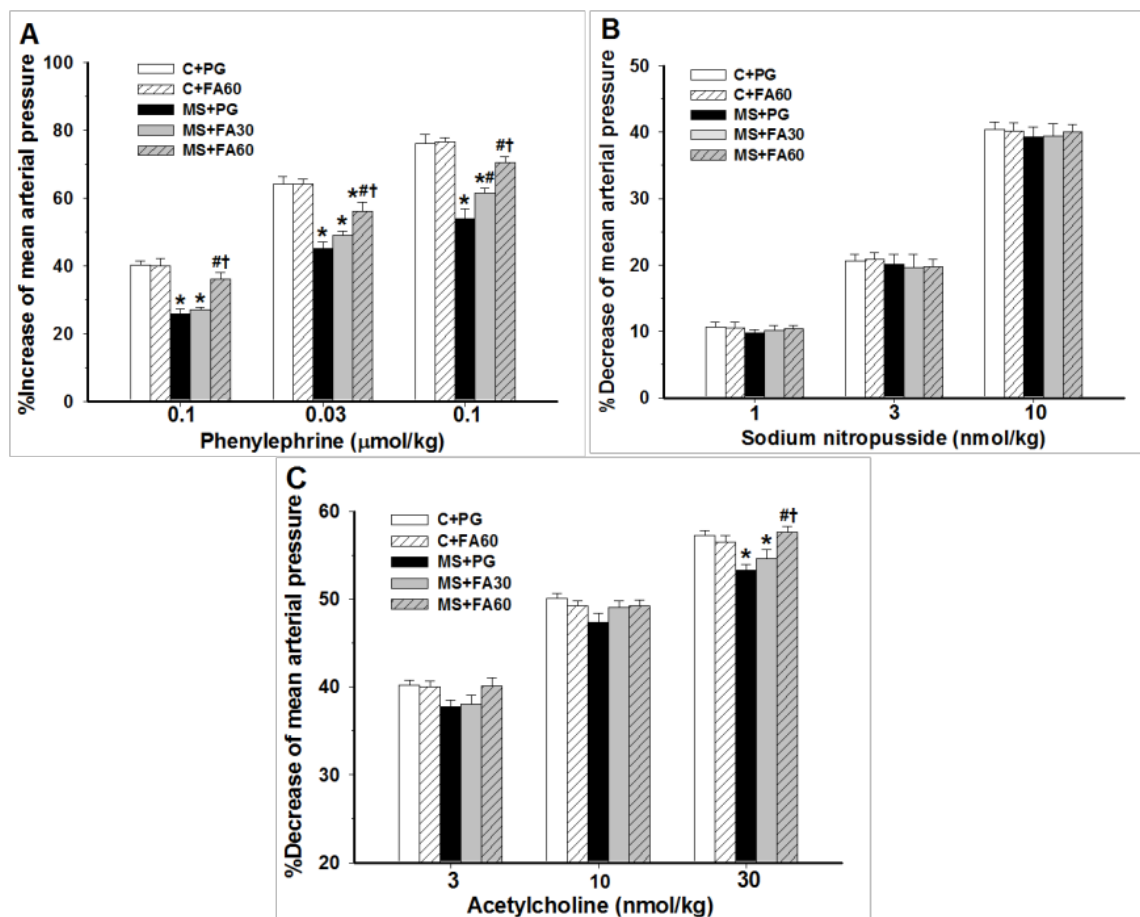 A
%Increase of mean arterial pressure
100
80
60
40
20
0
C+PG
C+FA60
MS+PG
MS+FA30
MS+FA60
* * #†
* * *#†
* *# #†
0.1 0.03 0.1
Phenylephrine (μmol/kg)
B
% Decrease of mean arterial pressure
50
40
30
20
10
0
C+PG
C+FA60
MS+PG
MS+FA30
MS+FA60
1 3 10
Sodium nitropusside (nmol/kg)
C
%Decrease of mean arterial pressure
60
50
40
30
20
C+PG
C+FA60
MS+PG
MS+FA30
MS+FA60
* * #†
3 10 30
Acetylcholine (nmol/kg)